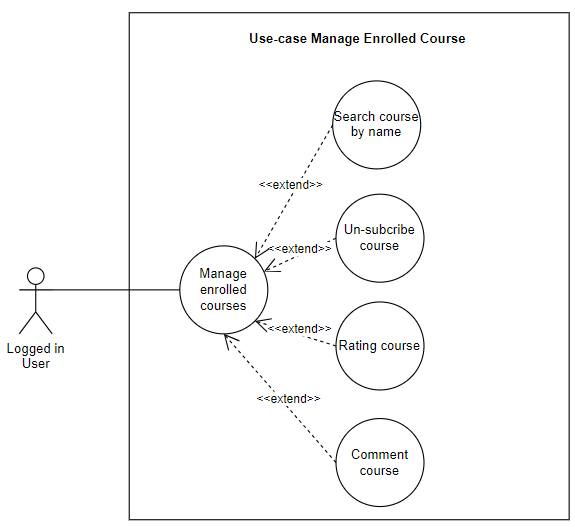 Use-case Manage Enrolled Course
Search course
by name
<<extend>>
Un-subcribe
course
<<extend>>
Manage
enrolled
courses
Rating course
<<extend>>
Logged in
User
<<extend>>
Comment
course